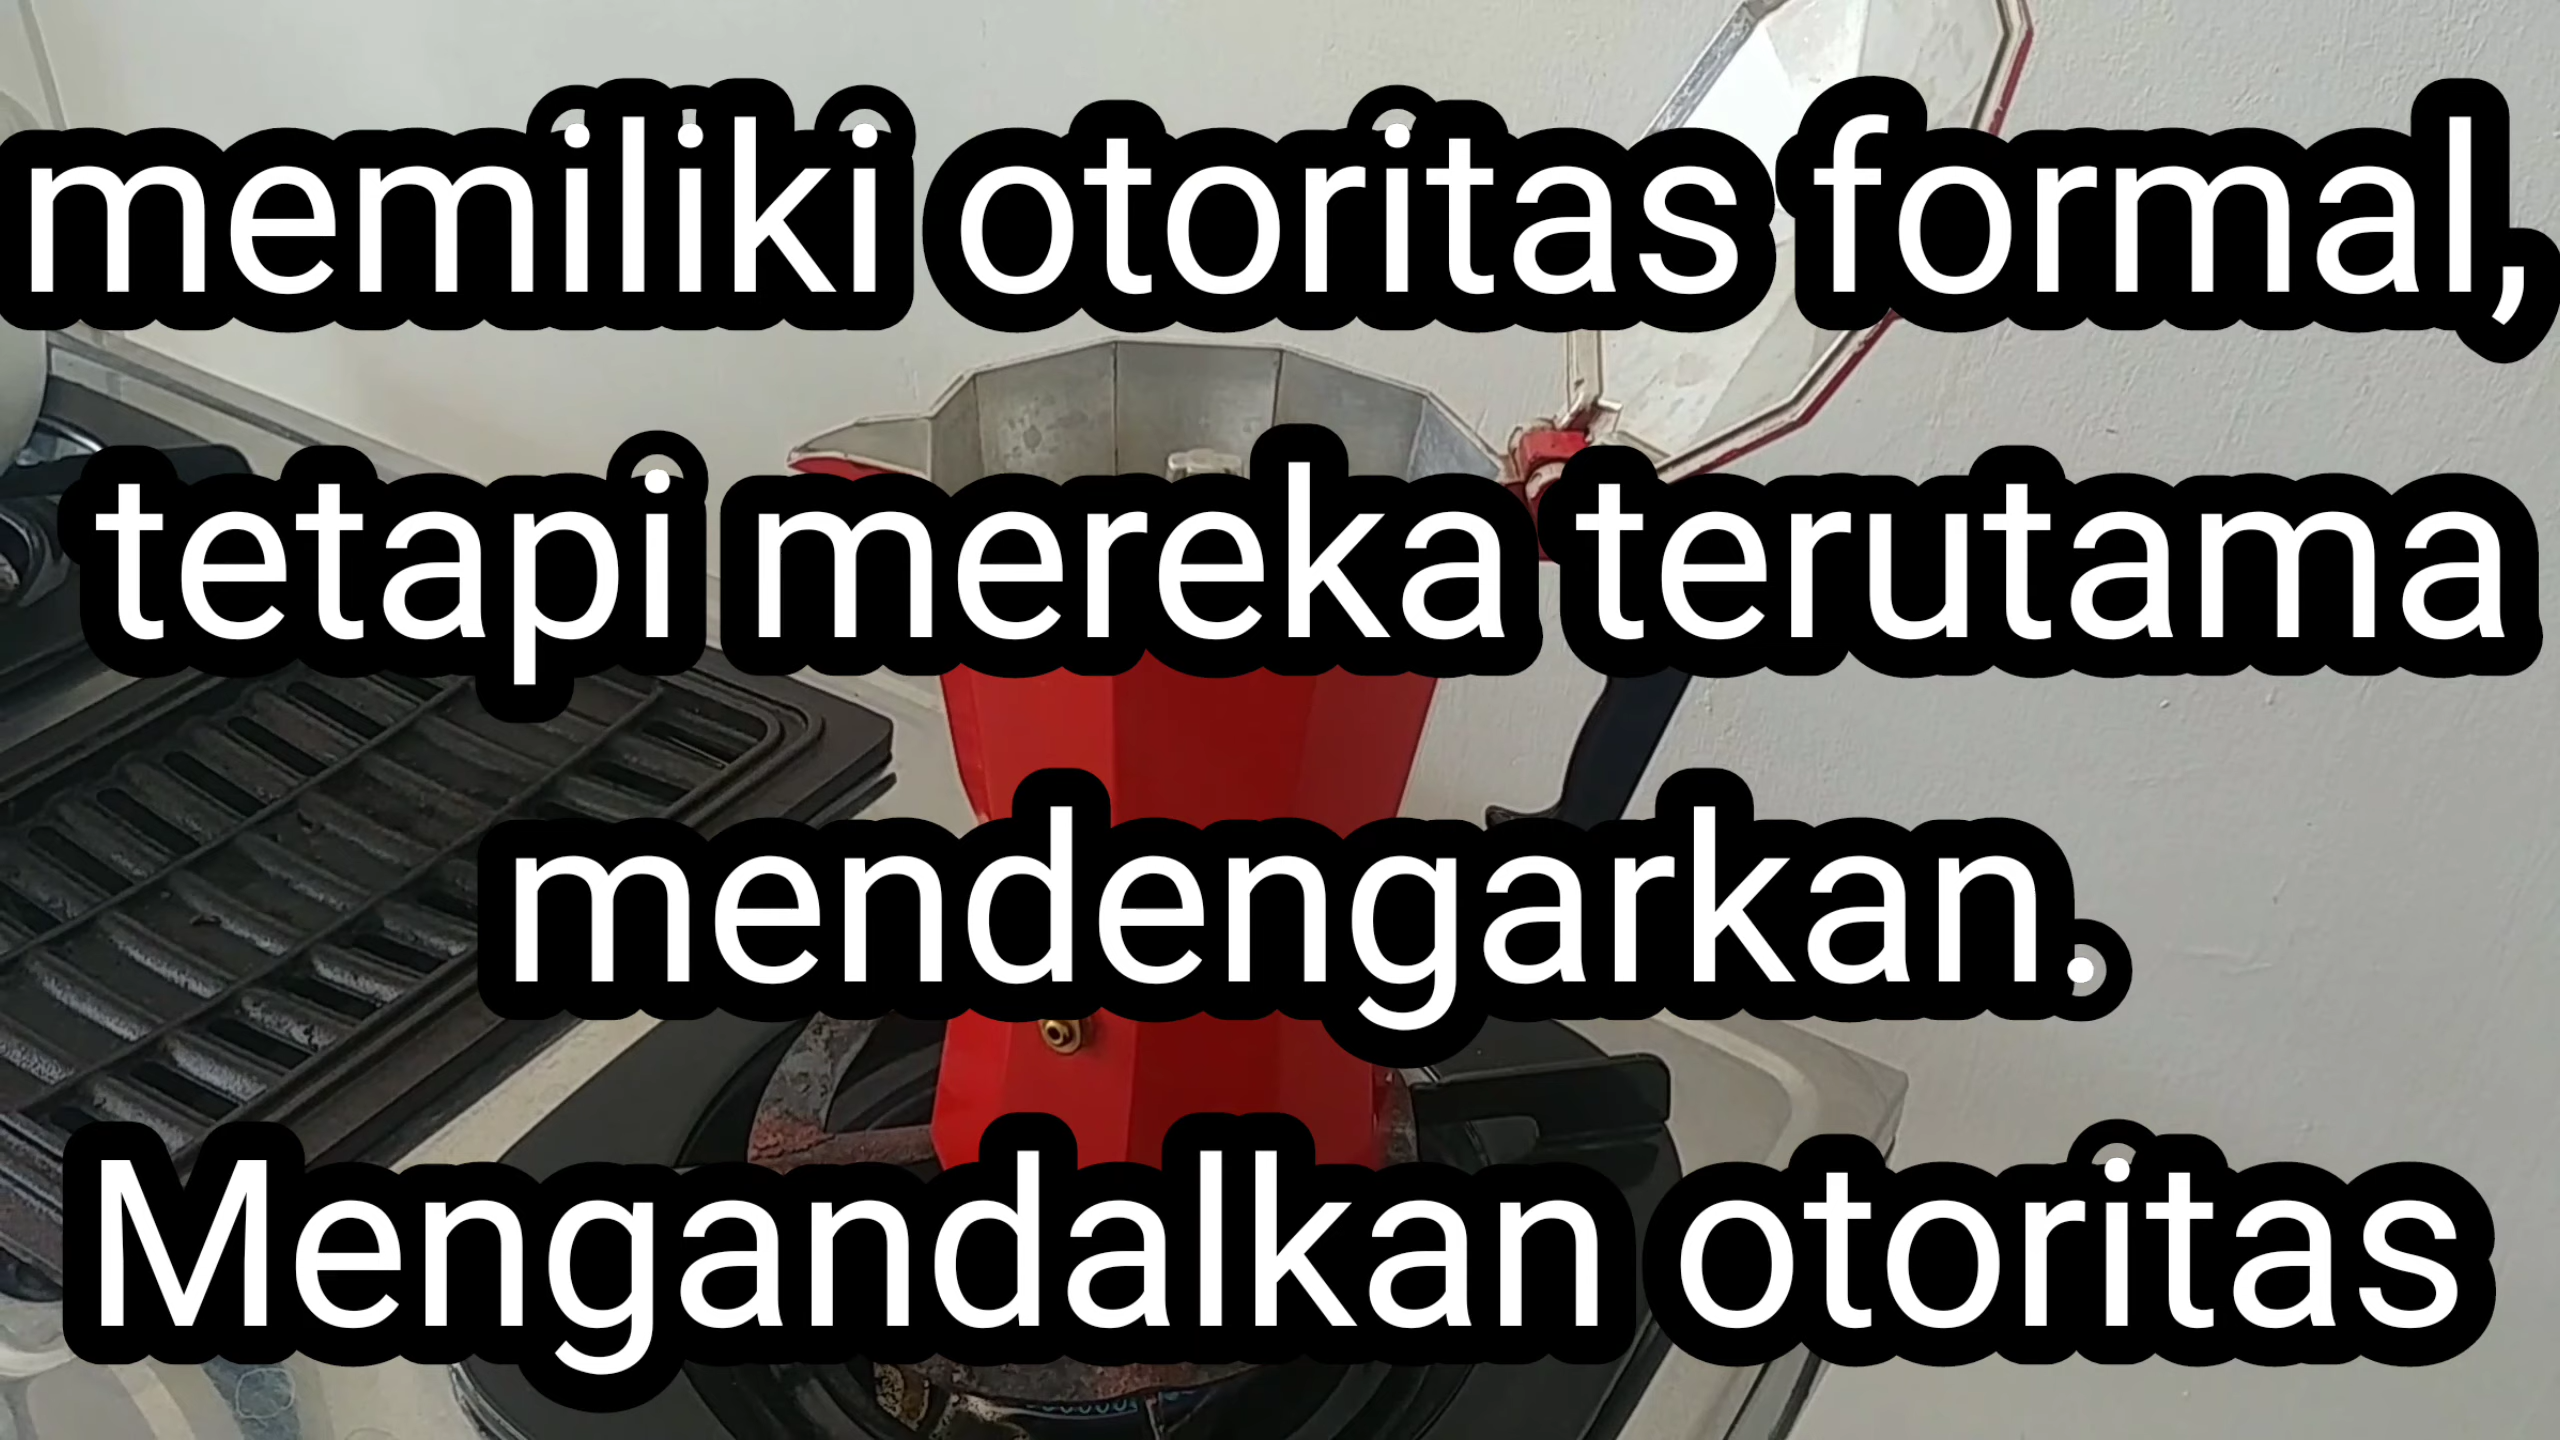 memiliki otoritas formal,
tetapi mereka terutama
mendengarkan.
Mengandalkan otoritas